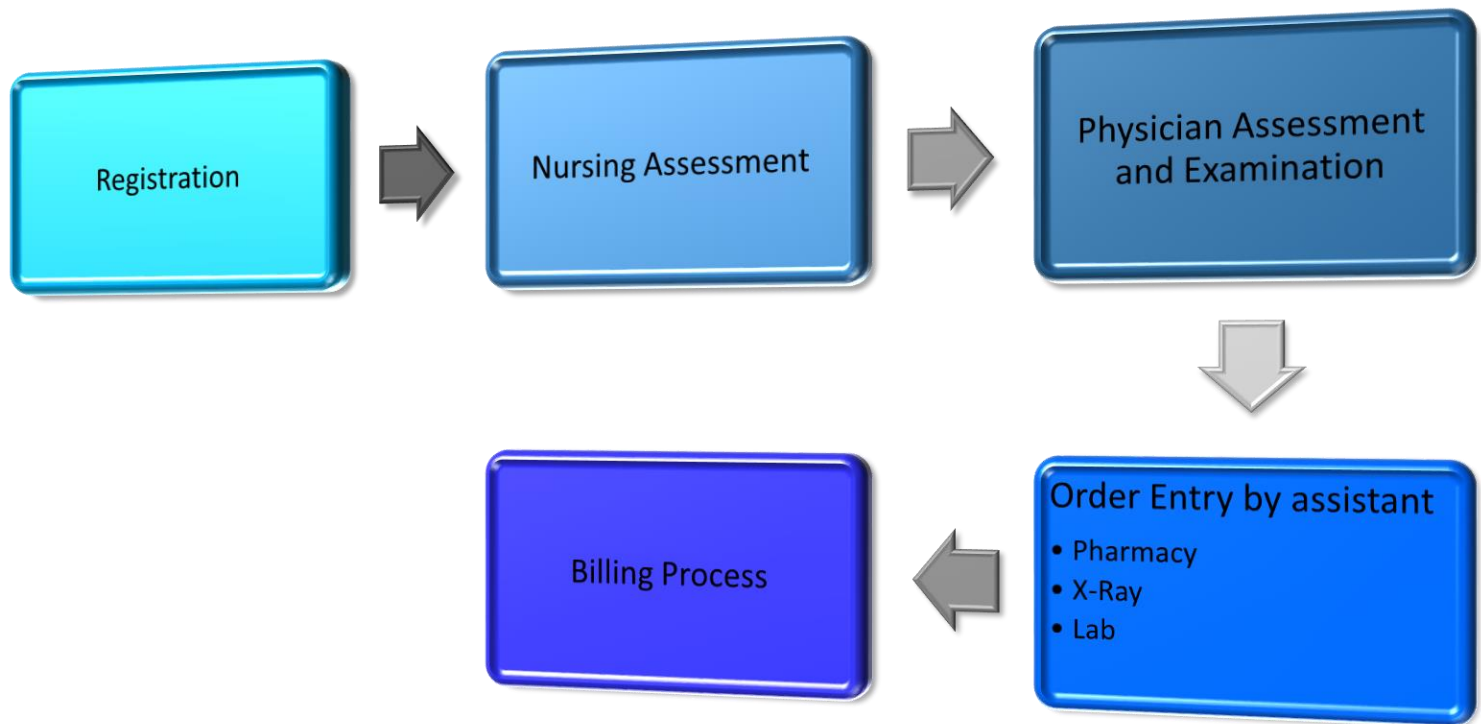 Registration
Nursing Assessment
Physician Assessment
and Examination
Order Entry by assistant
• Pharmacy
• X-Ray
• Lab
Billing Process